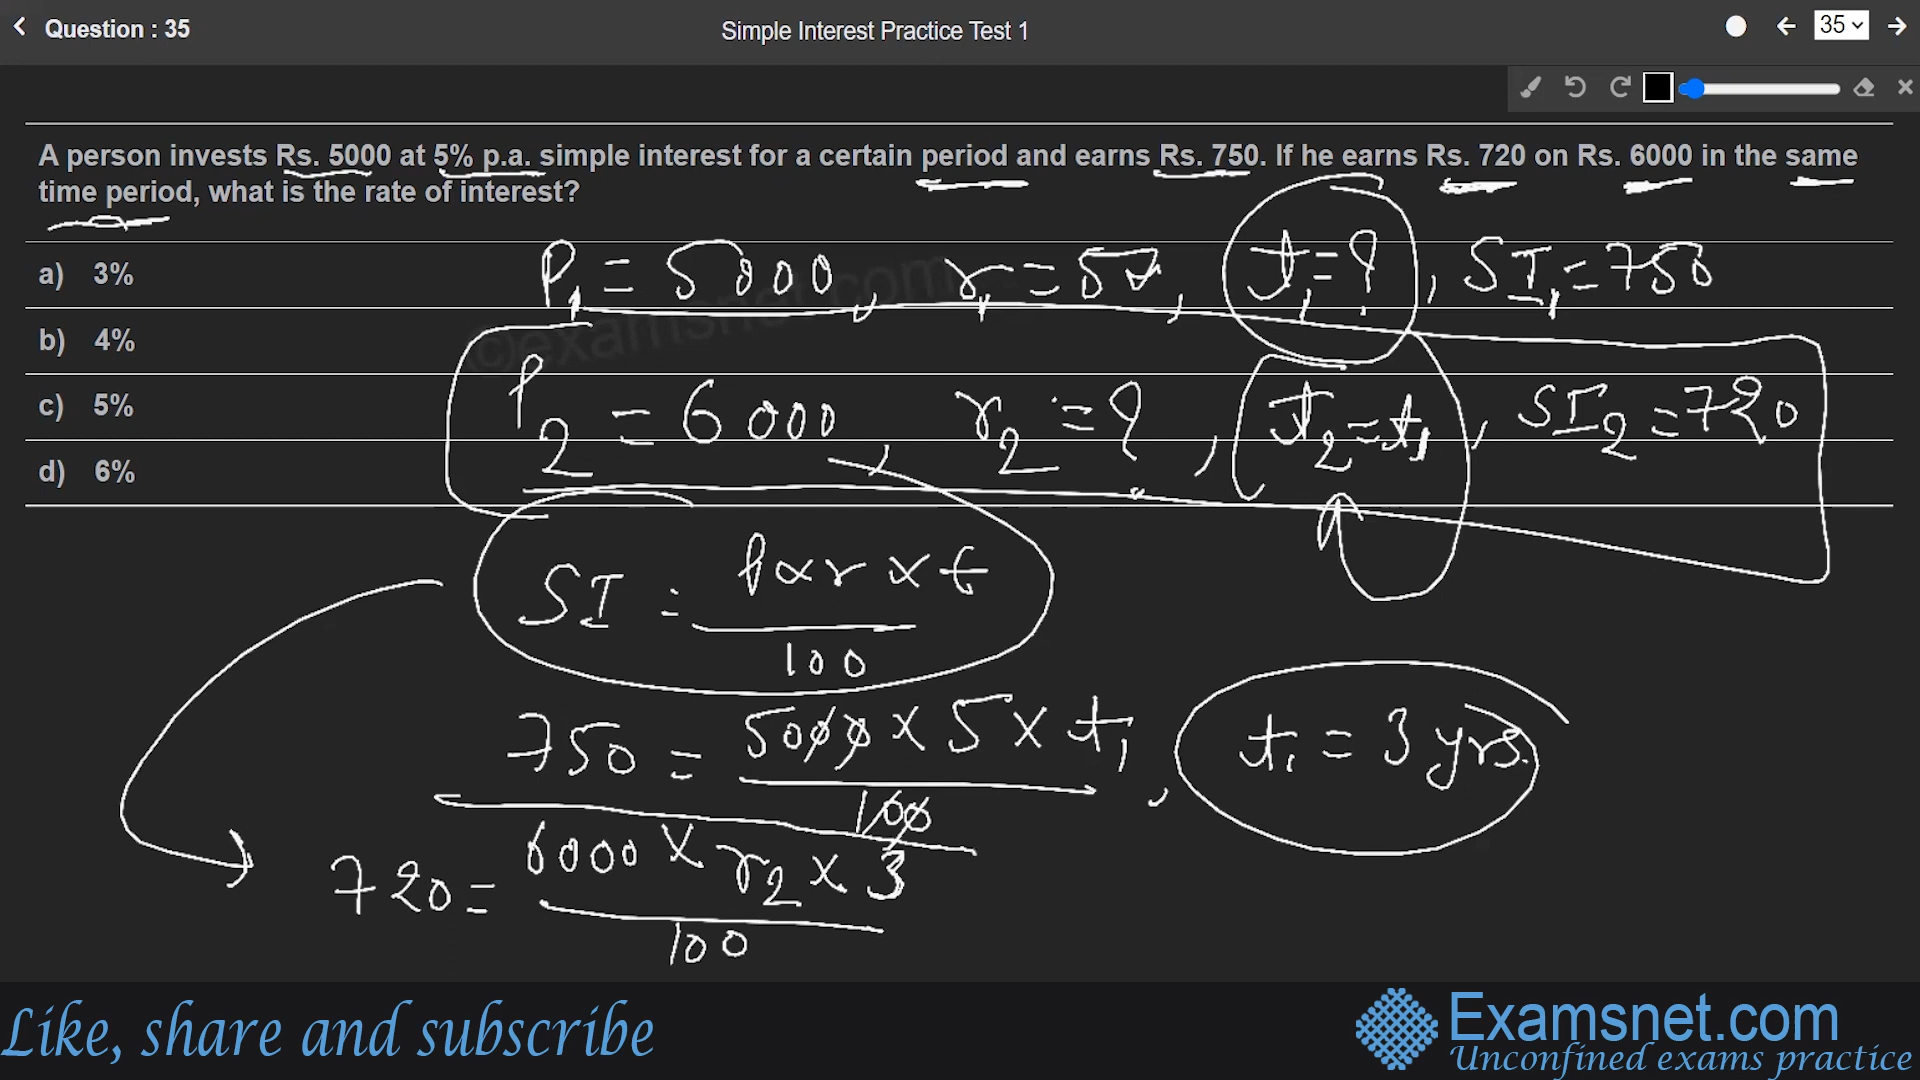 Question : 35
Simple Interest Practice Test 1
35
A person invests Rs. 5000 at 5% p.a. simple interest for a certain period and earns Rs. 750. If he earns Rs. 720 on Rs. 6000 in the same
time period, what is the rate of interest?
a) 3%
b) 4%
c) 5%
d) 6%
(c)examsnet.com
P₁ = 5000, r₁ = 5%, t₁ = ?, SI₁ = 750
P₂ = 6000, r₂ = ?, t₂ = t₁, SI₂ = 720
SI = p×r×t
100
750 = 5000 × 5 × t₁, t₁ = 3 yrs.
100
720 = 6000 × r₂ × 3
100
Like, share and subscribe
Examsnet.com
Unconfined exams practice